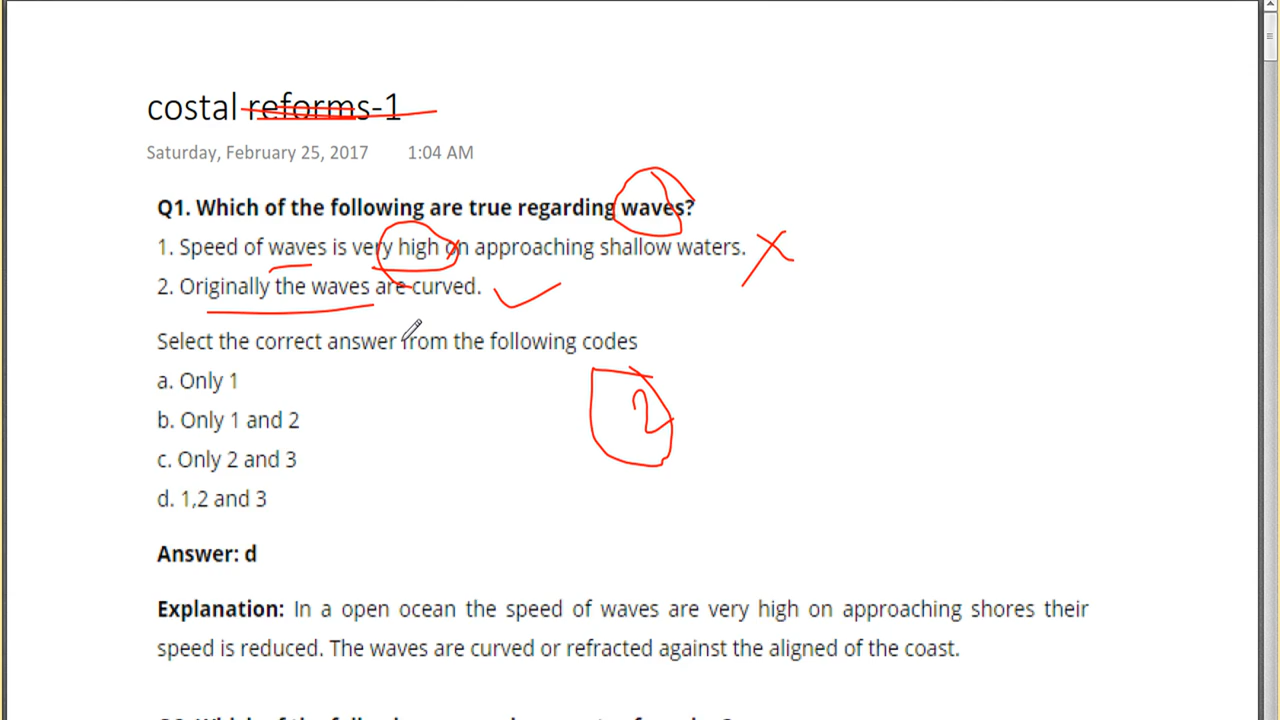 costal reforms-1
Saturday, February 25, 2017 1:04 AM
Q1. Which of the following are true regarding waves?
1. Speed of waves is very high on approaching shallow waters.
2. Originally the waves are curved.
Select the correct answer from the following codes
a. Only 1
b. Only 1 and 2
2
c. Only 2 and 3
d. 1,2 and 3
Answer: d
Explanation: In a open ocean the speed of waves are very high on approaching shores their
speed is reduced. The waves are curved or refracted against the aligned of the coast.